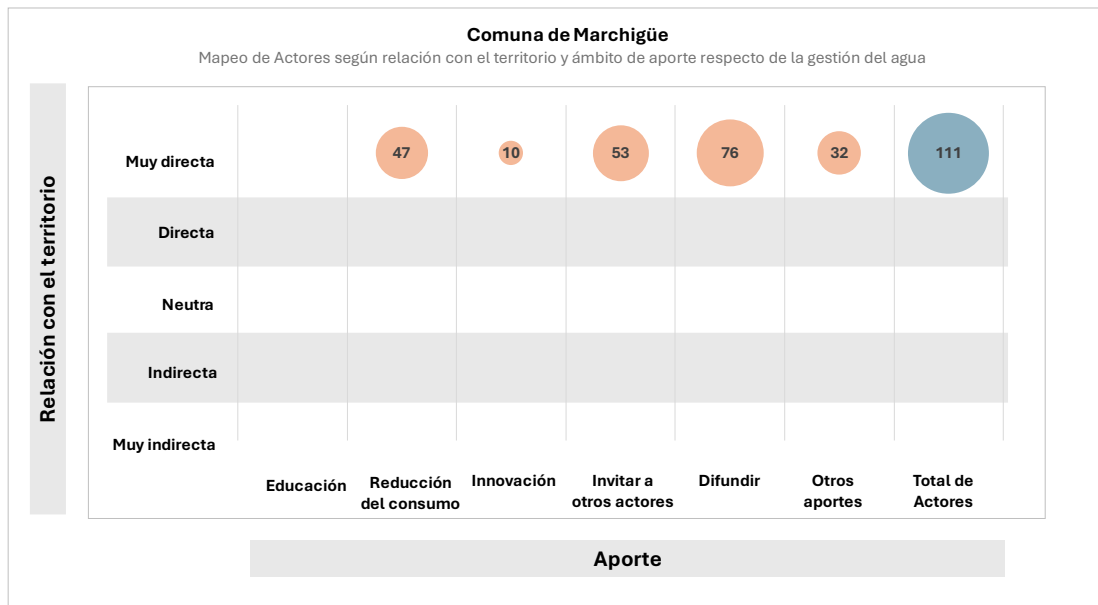 Comuna de Marchigüe
Mapeo de Actores según relación con el territorio y ámbito de aporte respecto de la gestión del agua
Relación con el territorio
Muy directa
47
10
53
76
32
111
Directa
Neutra
Indirecta
Muy indirecta
Educación
Reducción
del consumo
Innovación
Invitar a
otros actores
Difundir
Otros
aportes
Total de
Actores
Aporte